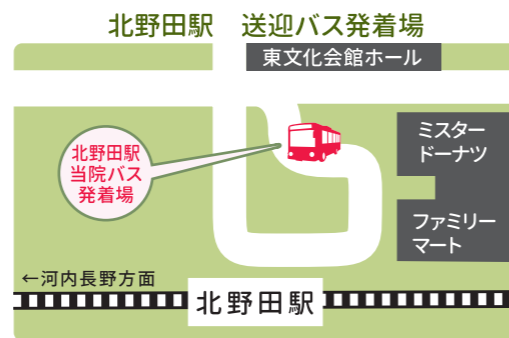 北野田駅　送迎バス発着場
東文化会館ホール
ミスター
ドーナツ
北野田駅
当院バス
発着場
ファミリー
マート
←河内長野方面
北野田駅